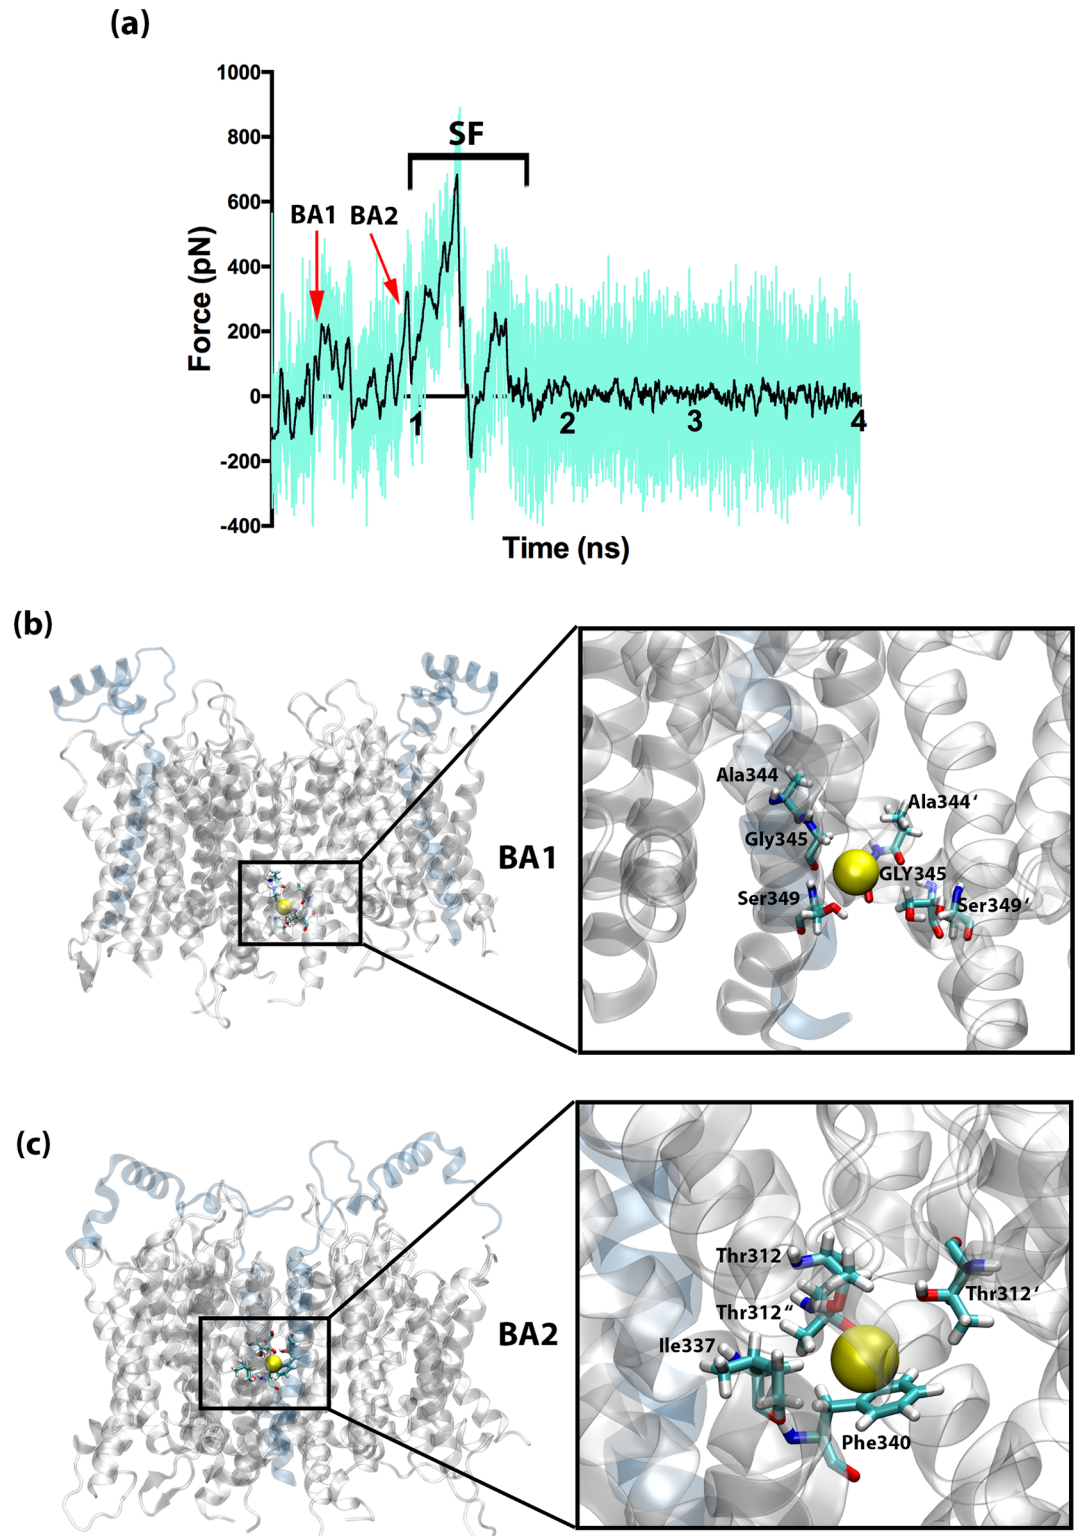 (a)
1000
800
SF
600
BA1 BA2
400
Force (pN)
200
0
1 2 3 4
-200
-400
Time (ns)
(b)
BA1
Ala344
Ala344′
Gly345
GLY345
Ser349
Ser349′
(c)
BA2
Thr312
Thr312′
Thr312″
Ile337
Phe340